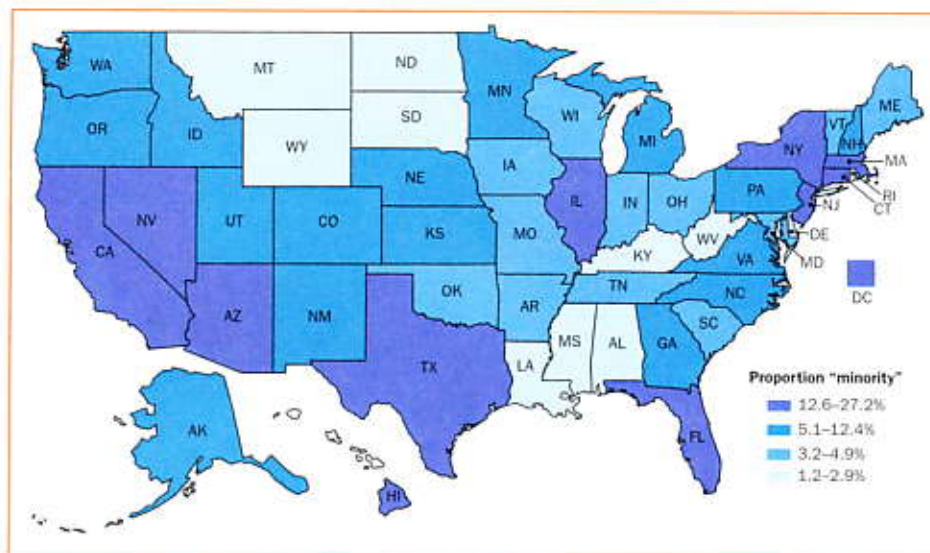 WA
MT
ND
MN
ME
VT
NH
OR
ID
SD
WI
MI
NY
MA
WY
RI
CT
IA
NE
PA
NJ
NV
UT
CO
IL
IN
OH
DE
CA
KS
MO
WV
VA
MD
KY
DC
AZ
NM
OK
AR
TN
NC
SC
MS
AL
GA
TX
LA
Proportion “minority”
12.6–27.2%
5.1–12.4%
3.2–4.9%
1.2–2.9%
FL
AK
HI